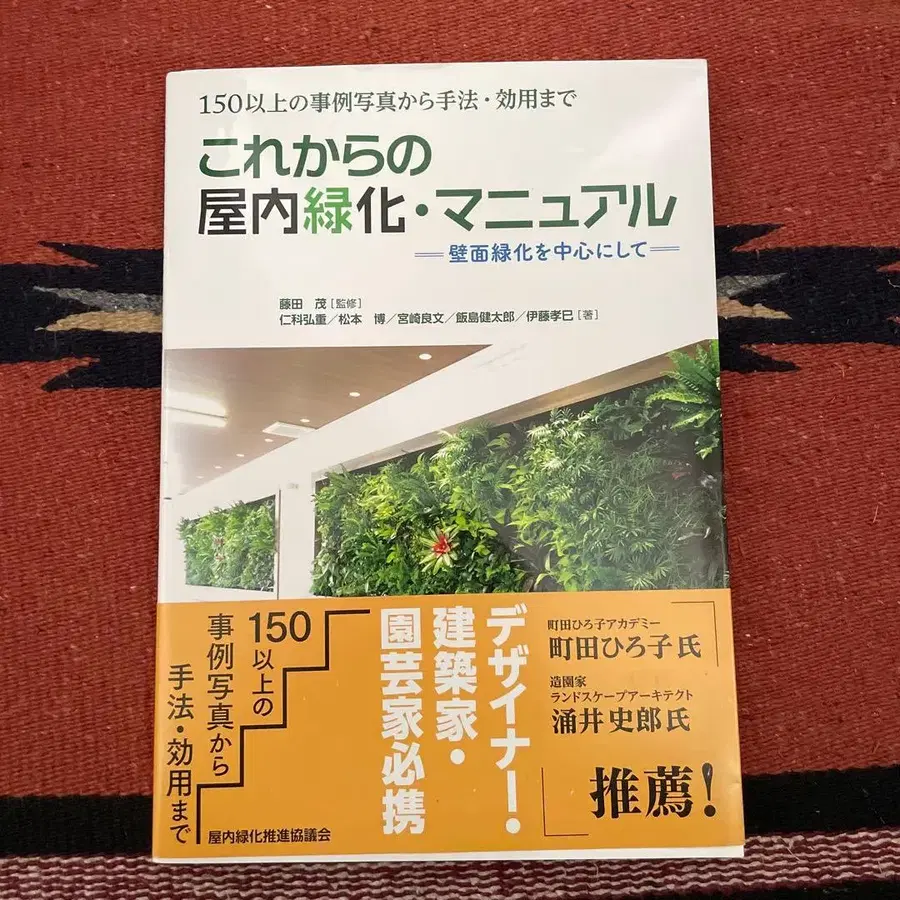 150以上の事例写真から手法・効用まで
これからの
屋内緑化・マニュアル
壁面緑化を中心にして
藤田 茂[監修]
仁科弘重/松本 博/宮崎良文/飯島健太郎/伊藤孝巳[著]
町田ひろ子アカデミー
町田ひろ子氏
造園家
ランドスケープアーキテクト
涌井史郎氏
推薦!
デザイナー・
建築家・
園芸家必携
150以上の
事例写真から
手法・効用まで
屋内緑化推進協議会